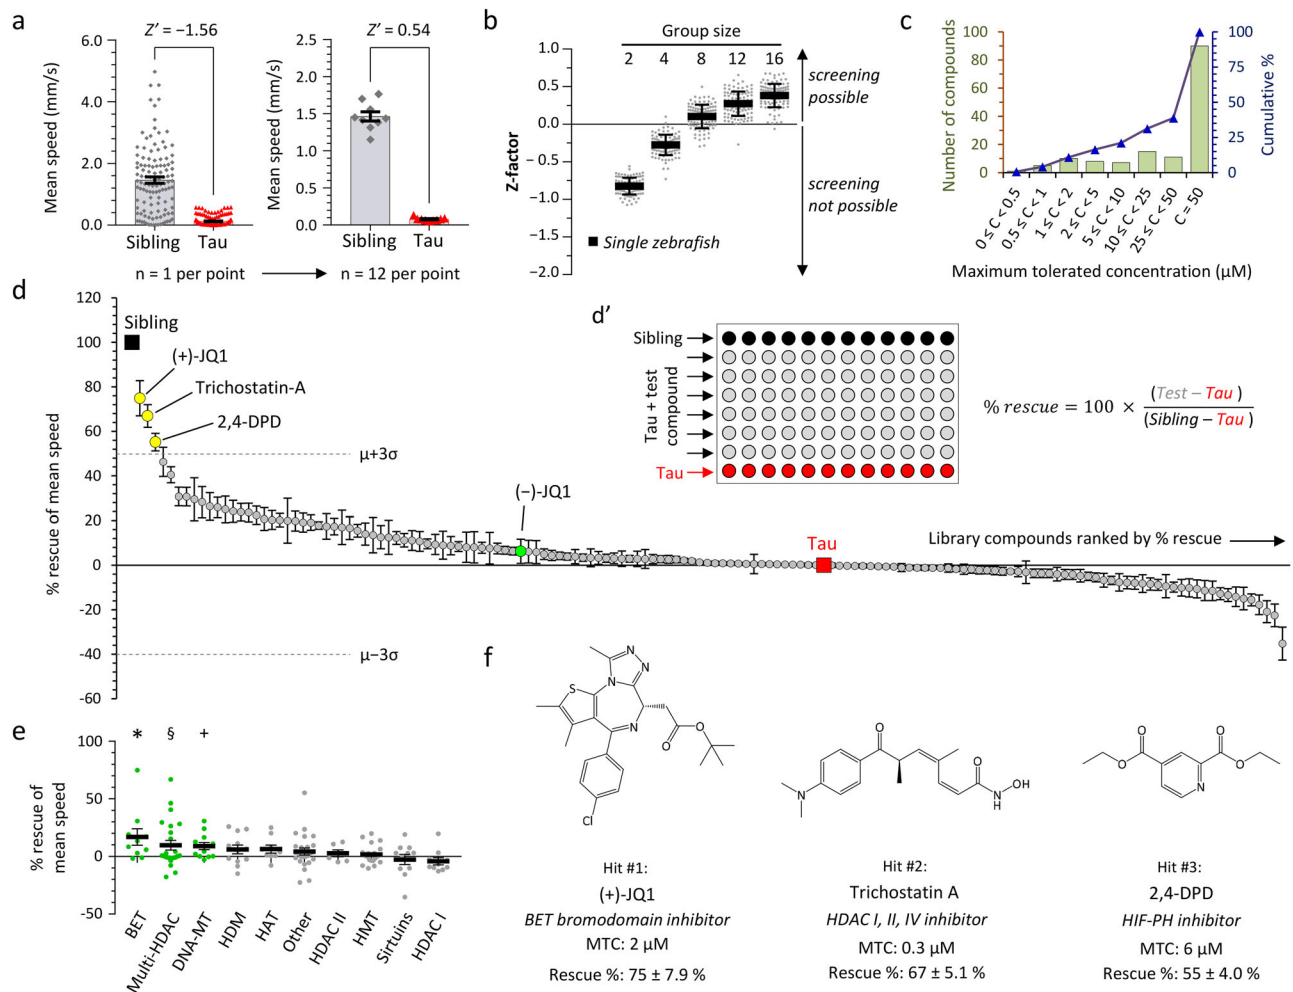 a
Z' = −1.56
Mean speed (mm/s)
6.0
4.0
2.0
0.0
Sibling
Tau
n = 1 per point
Z' = 0.54
Mean speed (mm/s)
2.5
2.0
1.5
1.0
0.5
0.0
Sibling
Tau
n = 12 per point
b
Group size
2 4 8 12 16
Z-factor
1.0
0.5
0.0
−0.5
−1.0
−1.5
−2.0
Single zebrafish
screening
possible
screening
not possible
c
Number of compounds
100
80
60
40
20
0
Cumulative %
100
75
50
25
0
0 ≤ C < 0.5
0.5 ≤ C < 1
1 ≤ C < 2
2 ≤ C < 5
5 ≤ C < 10
10 ≤ C < 25
25 ≤ C < 50
C = 50
Maximum tolerated concentration (µM)
d
% rescue of mean speed
120
100
80
60
40
20
0
-20
-40
-60
Sibling
(+)-JQ1
Trichostatin-A
2,4-DPD
µ+3σ
(−)-JQ1
Tau
Library compounds ranked by % rescue
µ−3σ
d’
Sibling
Tau + test
compound
Tau
% rescue = 100 × (Test − Tau )
(Sibling − Tau )
e
% rescue of
mean speed
100
50
0
-50
* § +
BET
Multi-HDAC
DNA-MT
HDM
HAT
Other
HDAC II
HMT
Sirtuins
HDAC I
f
N
N
N
S
N
O
O
Cl
Hit #1:
(+)-JQ1
BET bromodomain inhibitor
MTC: 2 µM
Rescue %: 75 ± 7.9 %
O
N
O
N
H
OH
Hit #2:
Trichostatin A
HDAC I, II, IV inhibitor
MTC: 0.3 µM
Rescue %: 67 ± 5.1 %
O
O
O
O
N
Hit #3:
2,4-DPD
HIF-PH inhibitor
MTC: 6 µM
Rescue %: 55 ± 4.0 %